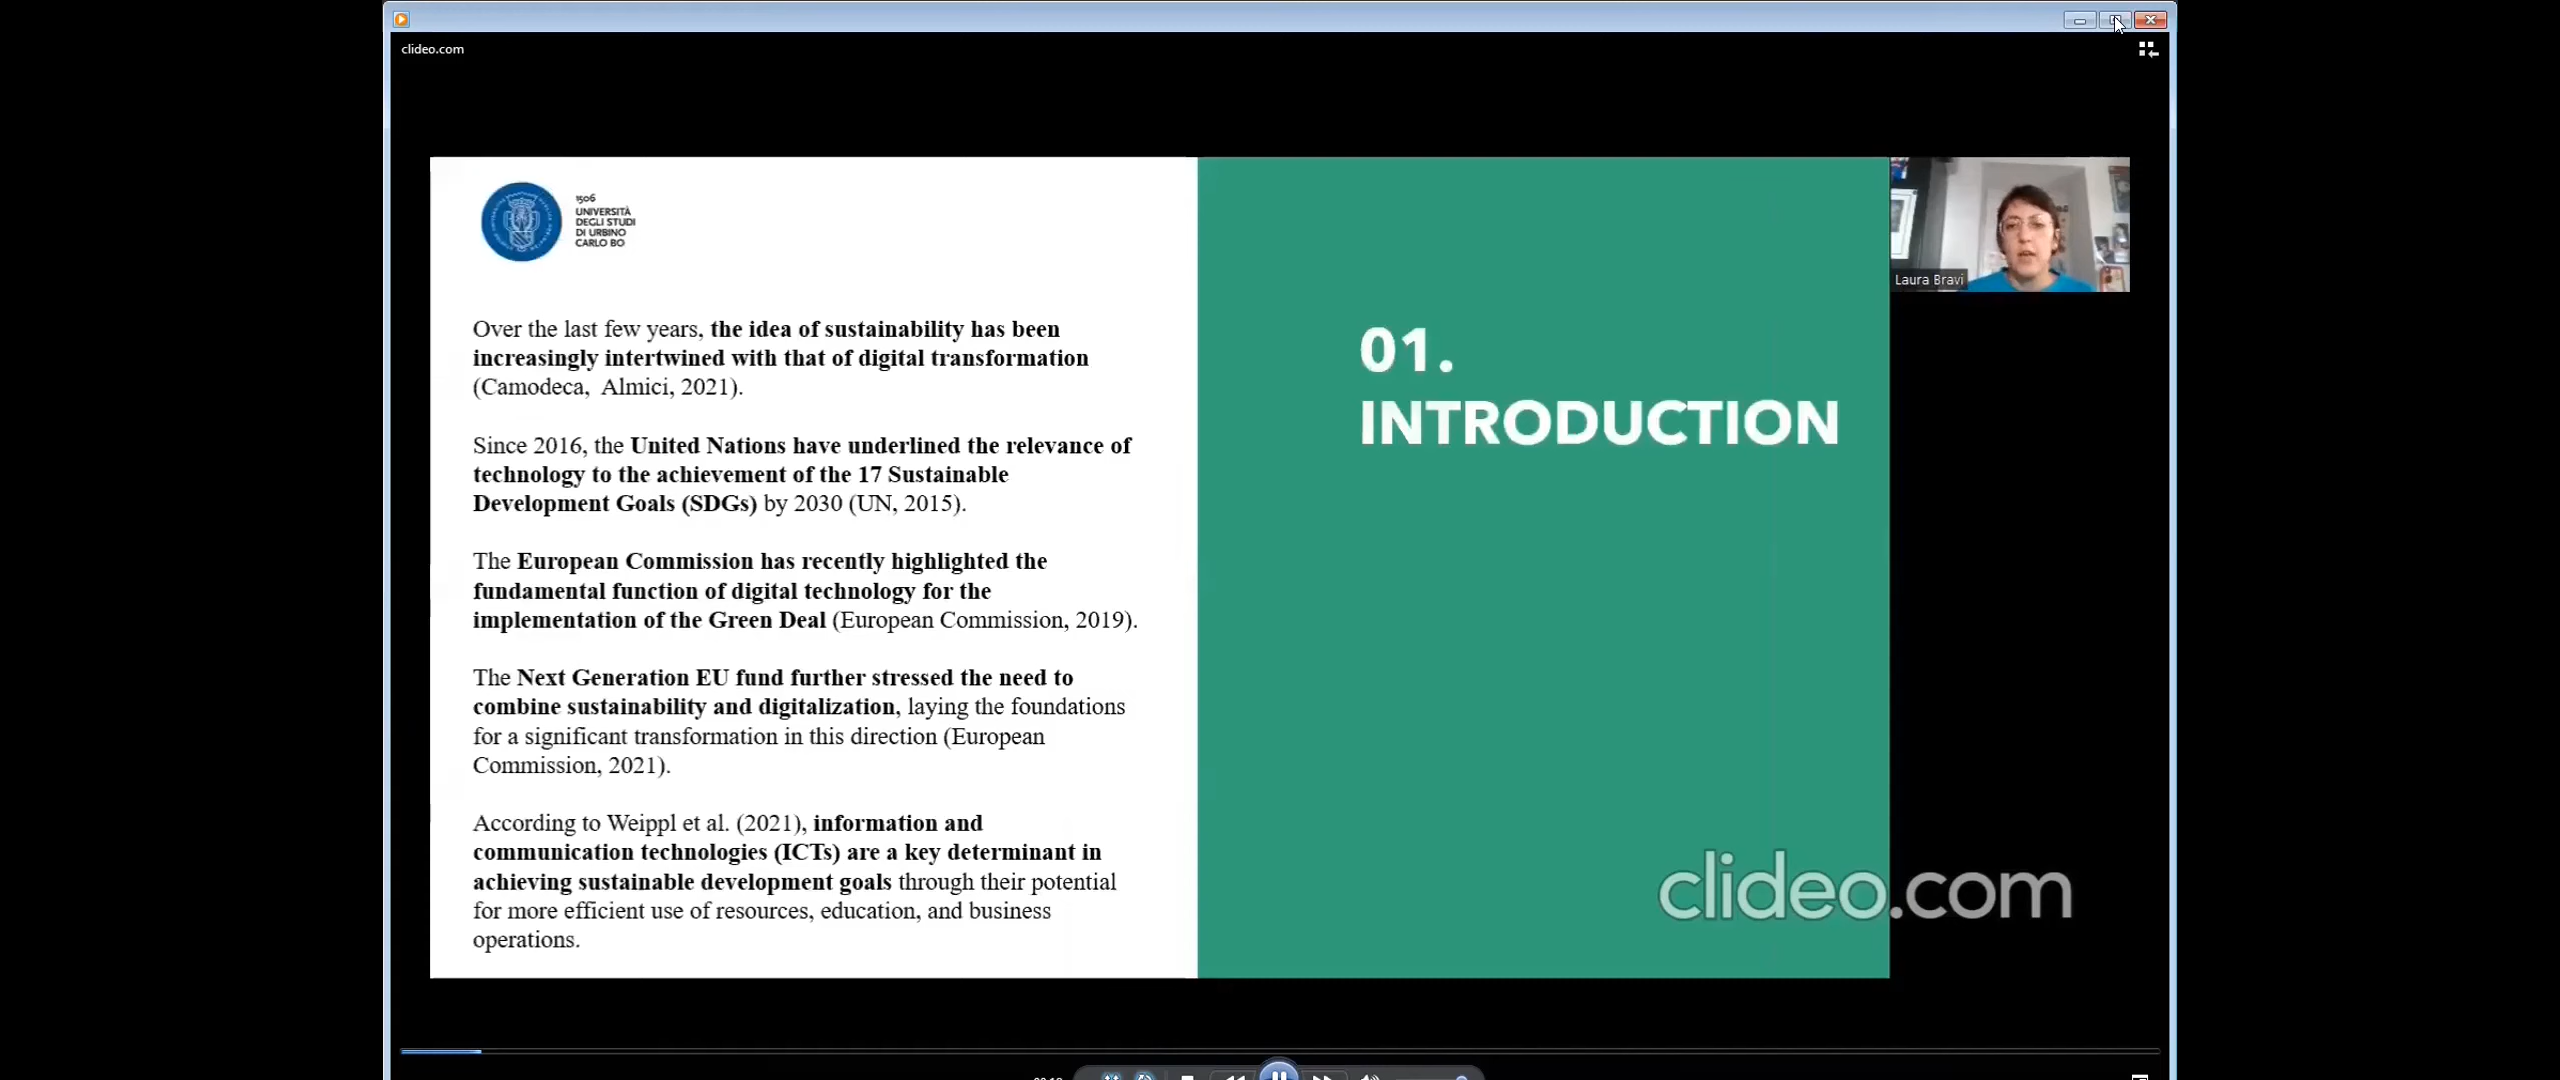 clideo.com
1506
UNIVERSITÀ
DEGLI STUDI
DI URBINO
CARLO BO
Over the last few years, the idea of sustainability has been
increasingly intertwined with that of digital transformation
(Camodeca, Almici, 2021).
Since 2016, the United Nations have underlined the relevance of
technology to the achievement of the 17 Sustainable
Development Goals (SDGs) by 2030 (UN, 2015).
The European Commission has recently highlighted the
fundamental function of digital technology for the
implementation of the Green Deal (European Commission, 2019).
The Next Generation EU fund further stressed the need to
combine sustainability and digitalization, laying the foundations
for a significant transformation in this direction (European
Commission, 2021).
According to Weippl et al. (2021), information and
communication technologies (ICTs) are a key determinant in
achieving sustainable development goals through their potential
for more efficient use of resources, education, and business
operations.
01.
INTRODUCTION
Laura Bravi
clideo.com